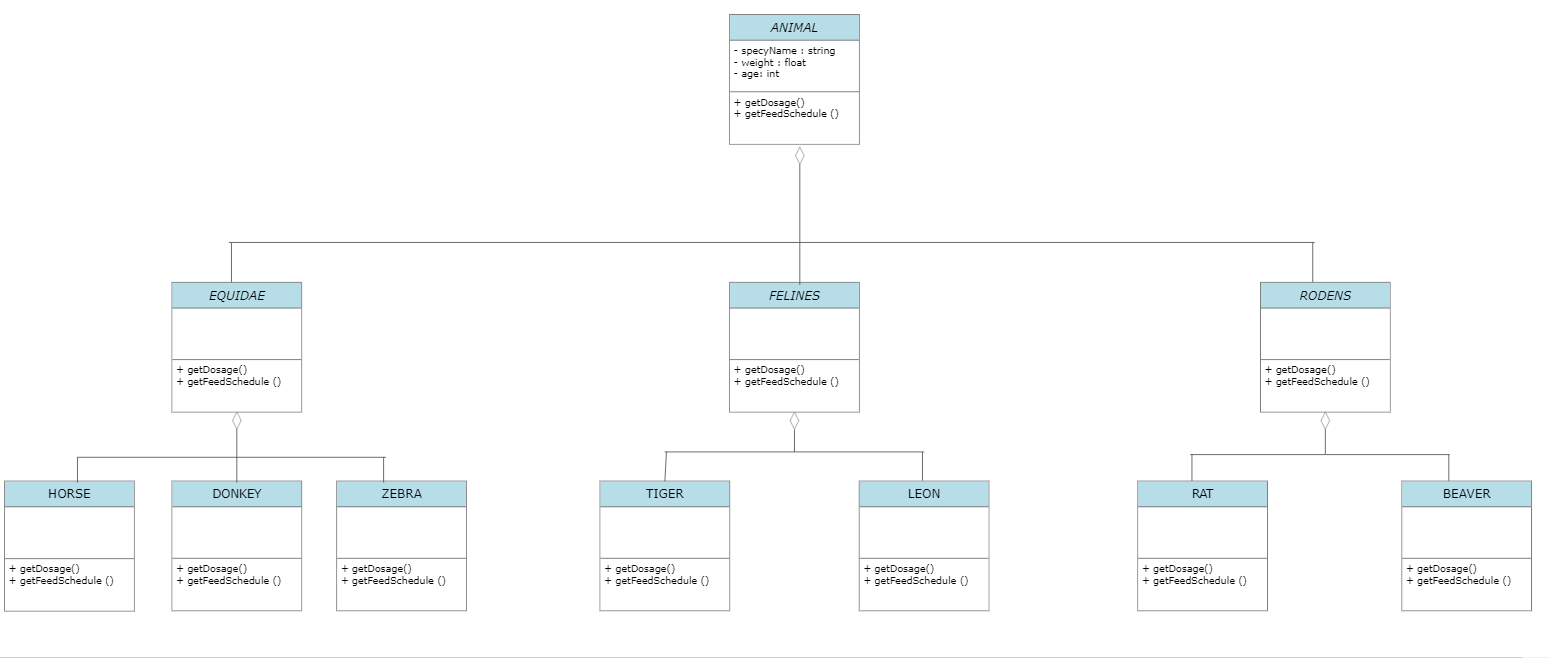 ANIMAL
- specyName : string
- weight : float
- age: int
+ getDosage()
+ getFeedSchedule ()
EQUIDAE
+ getDosage()
+ getFeedSchedule ()
FELINES
+ getDosage()
+ getFeedSchedule ()
RODENS
+ getDosage()
+ getFeedSchedule ()
HORSE
+ getDosage()
+ getFeedSchedule ()
DONKEY
+ getDosage()
+ getFeedSchedule ()
ZEBRA
+ getDosage()
+ getFeedSchedule ()
TIGER
+ getDosage()
+ getFeedSchedule ()
LEON
+ getDosage()
+ getFeedSchedule ()
RAT
+ getDosage()
+ getFeedSchedule ()
BEAVER
+ getDosage()
+ getFeedSchedule ()